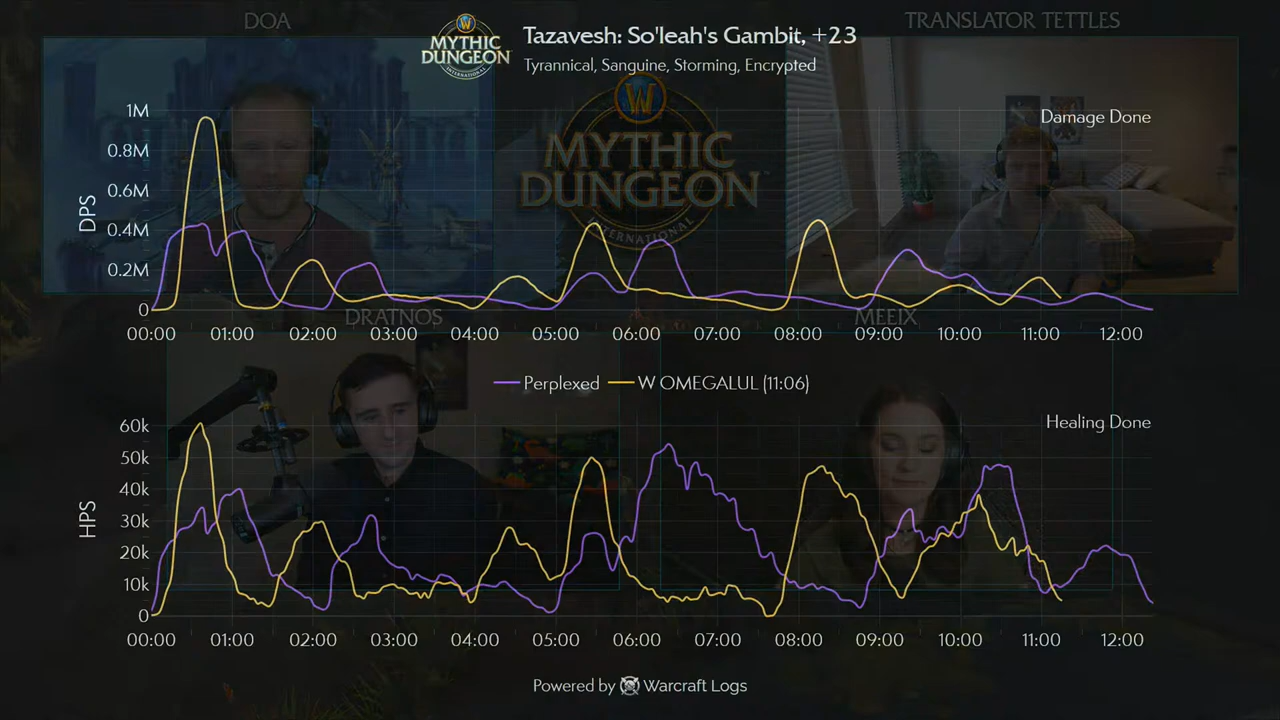 DOA
TRANSLATOR TETTLES
MYTHIC
DUNGEON
INTERNATIONAL
Tazavesh: So'leah's Gambit, +23
Tyrannical, Sanguine, Storming, Encrypted
W
MYTHIC
DUNGEON
INTERNATIONAL
Damage Done
DPS
1M
0.8M
0.6M
0.4M
0.2M
0
00:00 01:00 02:00 03:00 04:00 05:00 06:00 07:00 08:00 09:00 10:00 11:00 12:00
DRATNOS
MEEIX
Perplexed W OMEGALUL (11:06)
Healing Done
HPS
60k
50k
40k
30k
20k
10k
0
00:00 01:00 02:00 03:00 04:00 05:00 06:00 07:00 08:00 09:00 10:00 11:00 12:00
Powered by Warcraft Logs